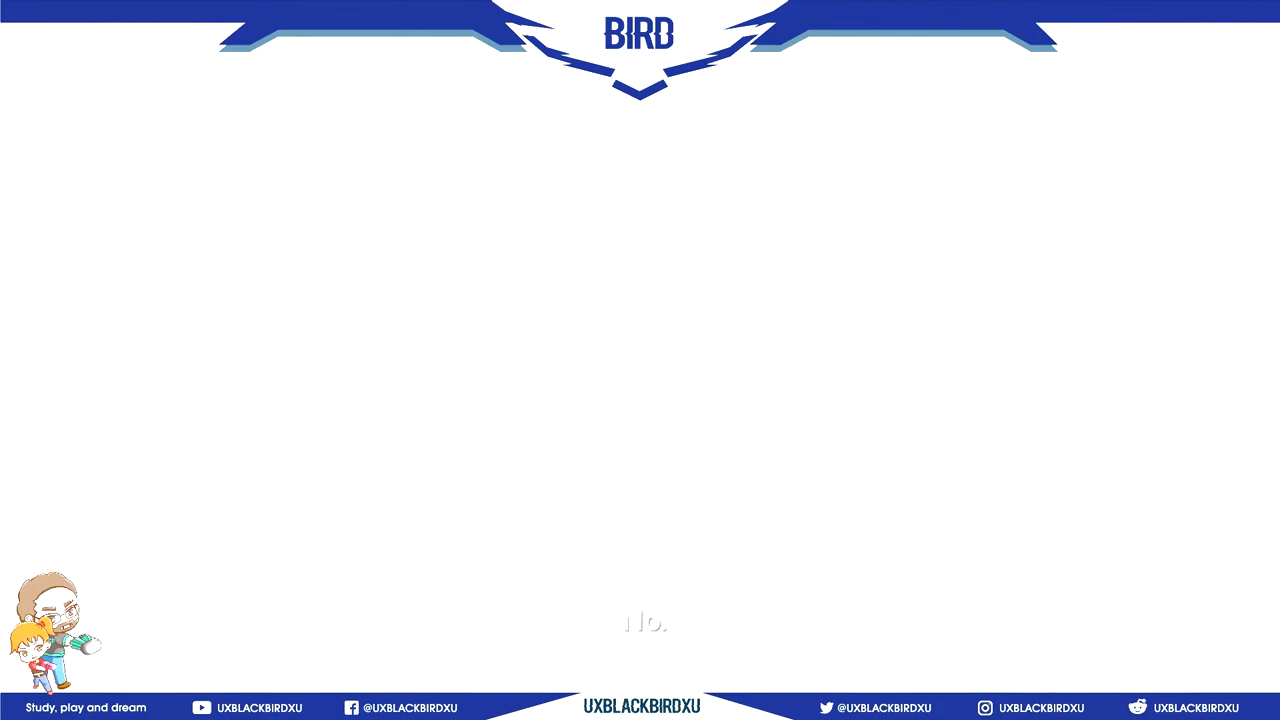 BIRD
No.
Study, play and dream
UXBLACKBIRDXU
@UXBLACKBIRDXU
UXBLACKBIRDXU
@UXBLACKBIRDXU
UXBLACKBIRDXU
UXBLACKBIRDXU